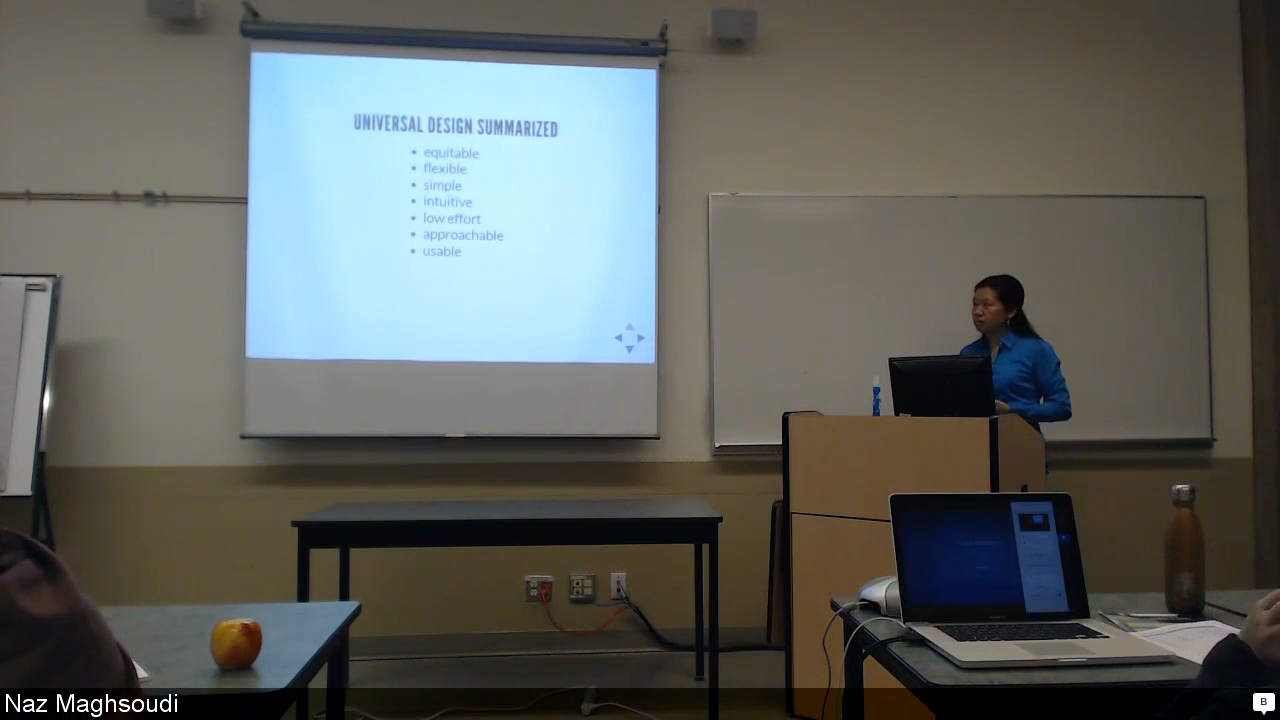 UNIVERSAL DESIGN SUMMARIZED
• equitable
• flexible
• simple
• intuitive
• low effort
• approachable
• usable
Naz Maghsoudi
B